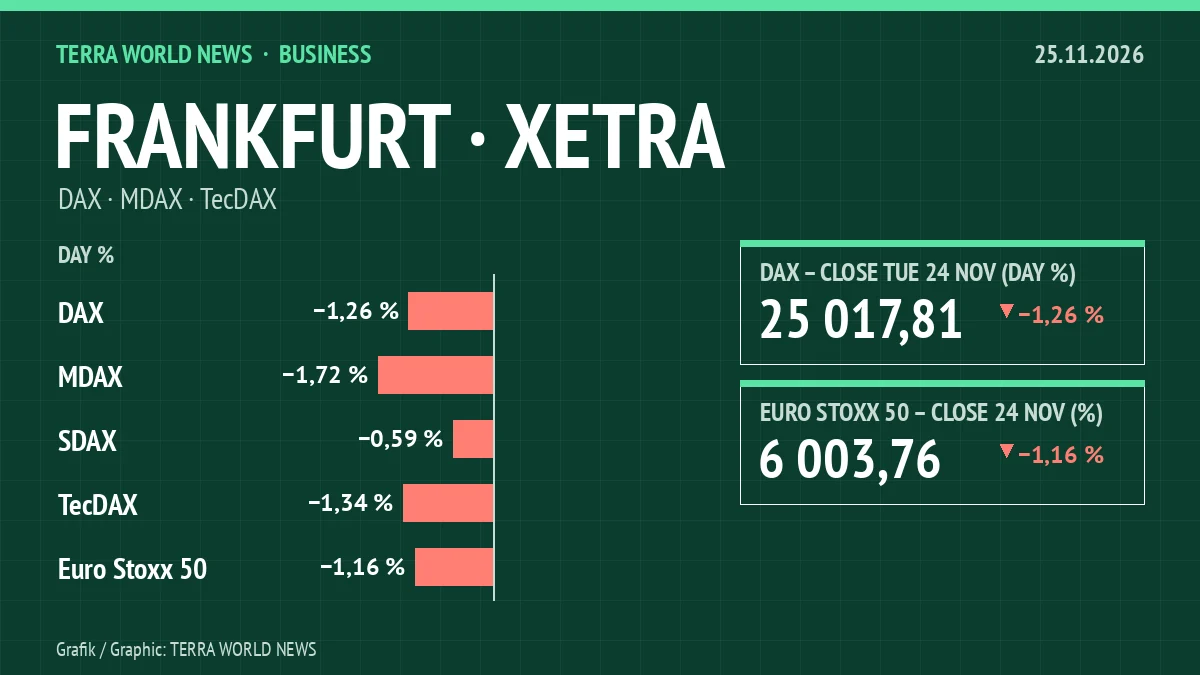 TERRA WORLD NEWS · BUSINESS
25.11.2026
FRANKFURT · XETRA
DAX · MDAX · TecDAX
DAY %
DAX −1,26 %
MDAX −1,72 %
SDAX −0,59 %
TecDAX −1,34 %
Euro Stoxx 50 −1,16 %
DAX – CLOSE TUE 24 NOV (DAY %)
25 017,81 ▼−1,26 %
EURO STOXX 50 – CLOSE 24 NOV (%)
6 003,76 ▼−1,16 %
Grafik / Graphic: TERRA WORLD NEWS